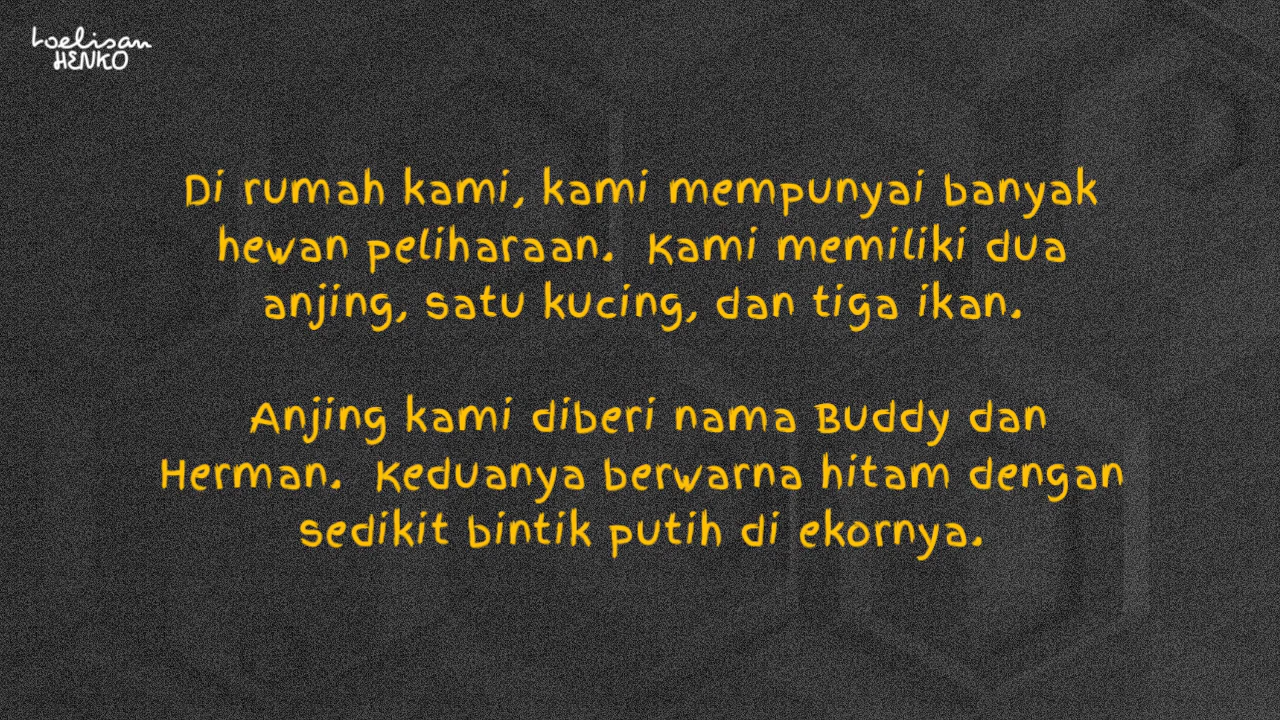 Loelisan
HENKO
Di rumah kami, kami mempunyai banyak
hewan peliharaan.  Kami memiliki dua
anjing, satu kucing, dan tiga ikan.
Anjing kami diberi nama Buddy dan
Herman.  Keduanya berwarna hitam dengan
sedikit bintik putih di ekornya.